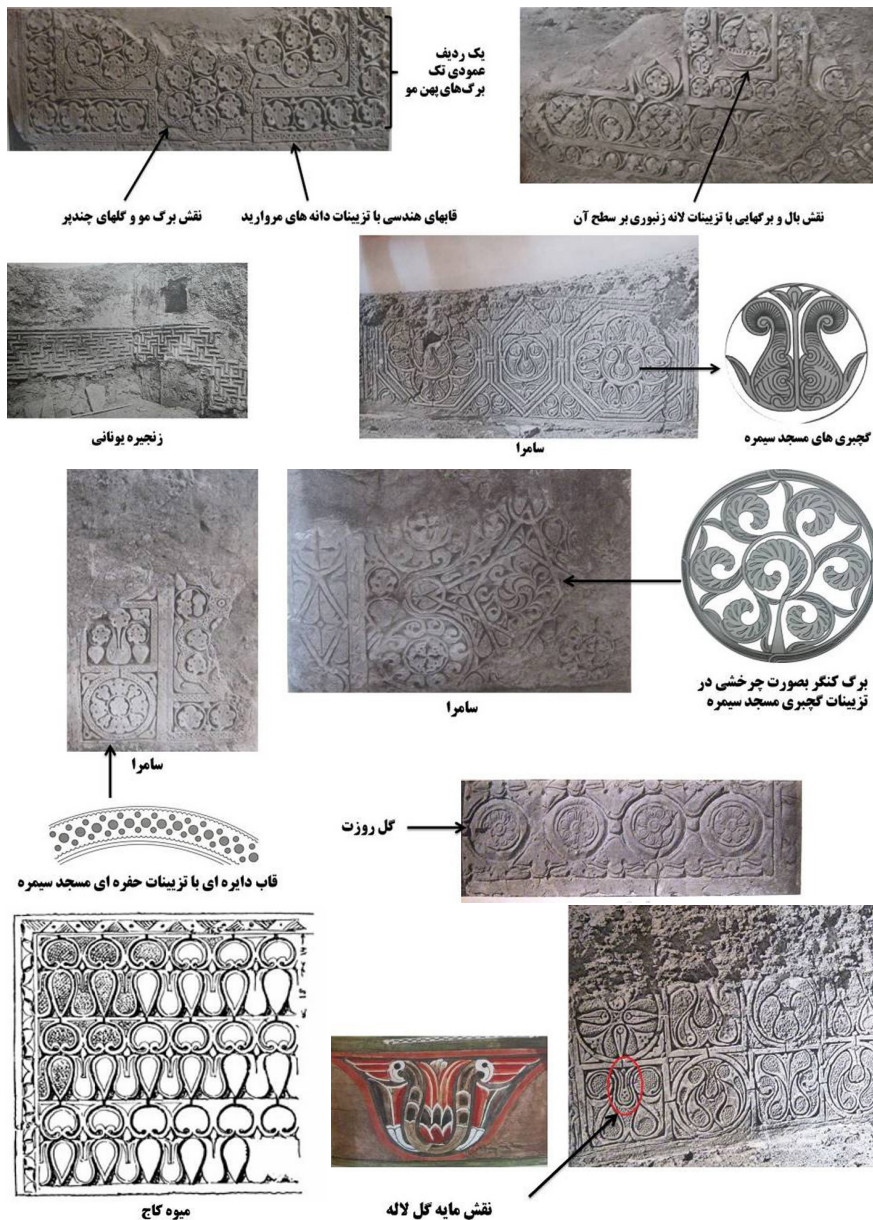 یک ردیف
عمودی تک
برگ‌های پهن مو
نقش برگ مو و گلهای چندپر
قابهای هندسی با تزیینات دانه های مروارید
نقش بال و برگهایی با تزیینات لانه زنبوری بر سطح آن
زنجیره یونانی
سامرا
گچبری های مسجد سیمره
سامرا
سامرا
برگ کنگر بصورت چرخشی در
تزیینات گچبری مسجد سیمره
گل روزت
قاب دایره ای با تزیینات حفره ای مسجد سیمره
میوه کاج
نقش مایه گل لاله